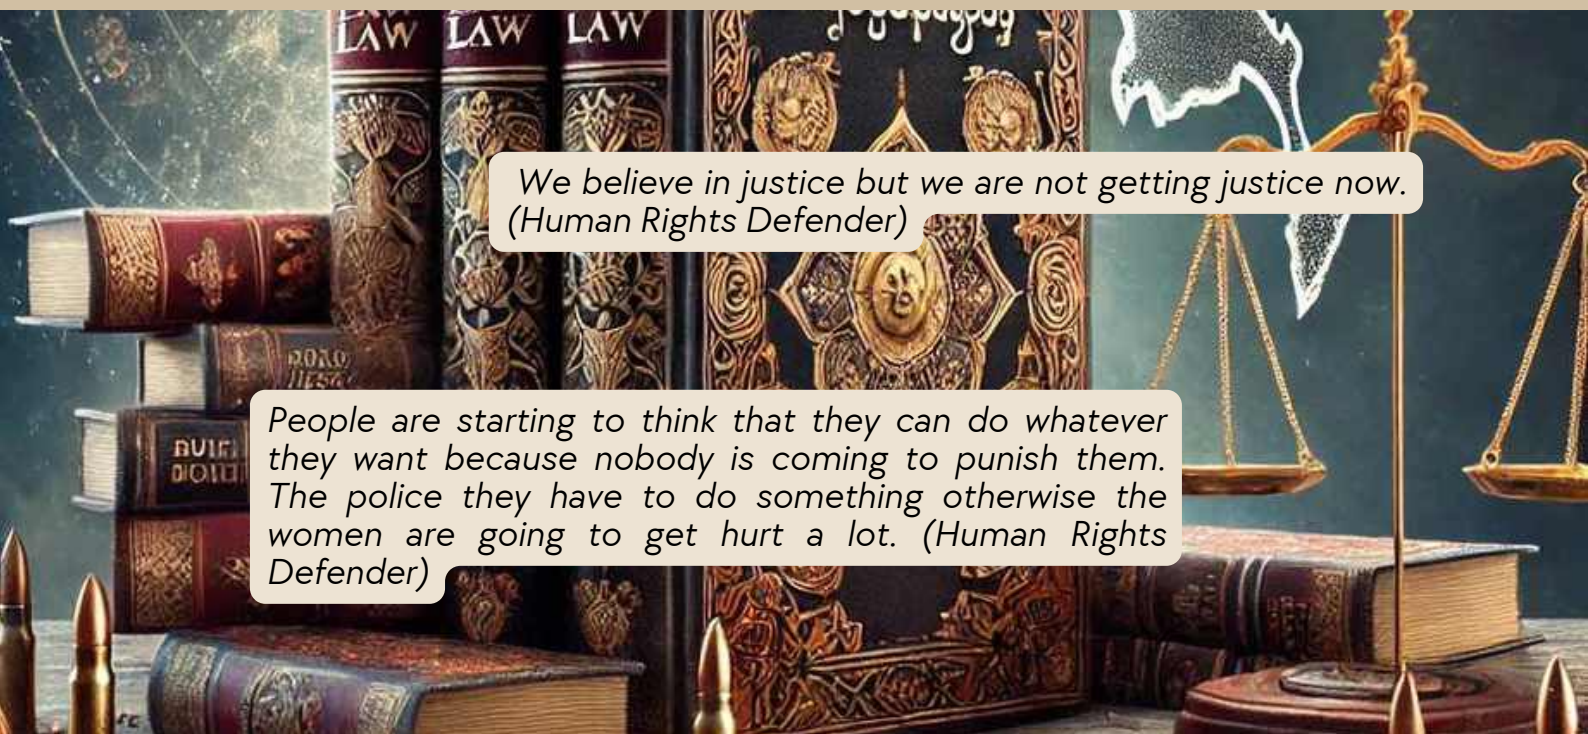 LAW
LAW
LAW
We believe in justice but we are not getting justice now.
(Human Rights Defender)
People are starting to think that they can do whatever
they want because nobody is coming to punish them.
The police they have to do something otherwise the
women are going to get hurt a lot. (Human Rights
Defender)